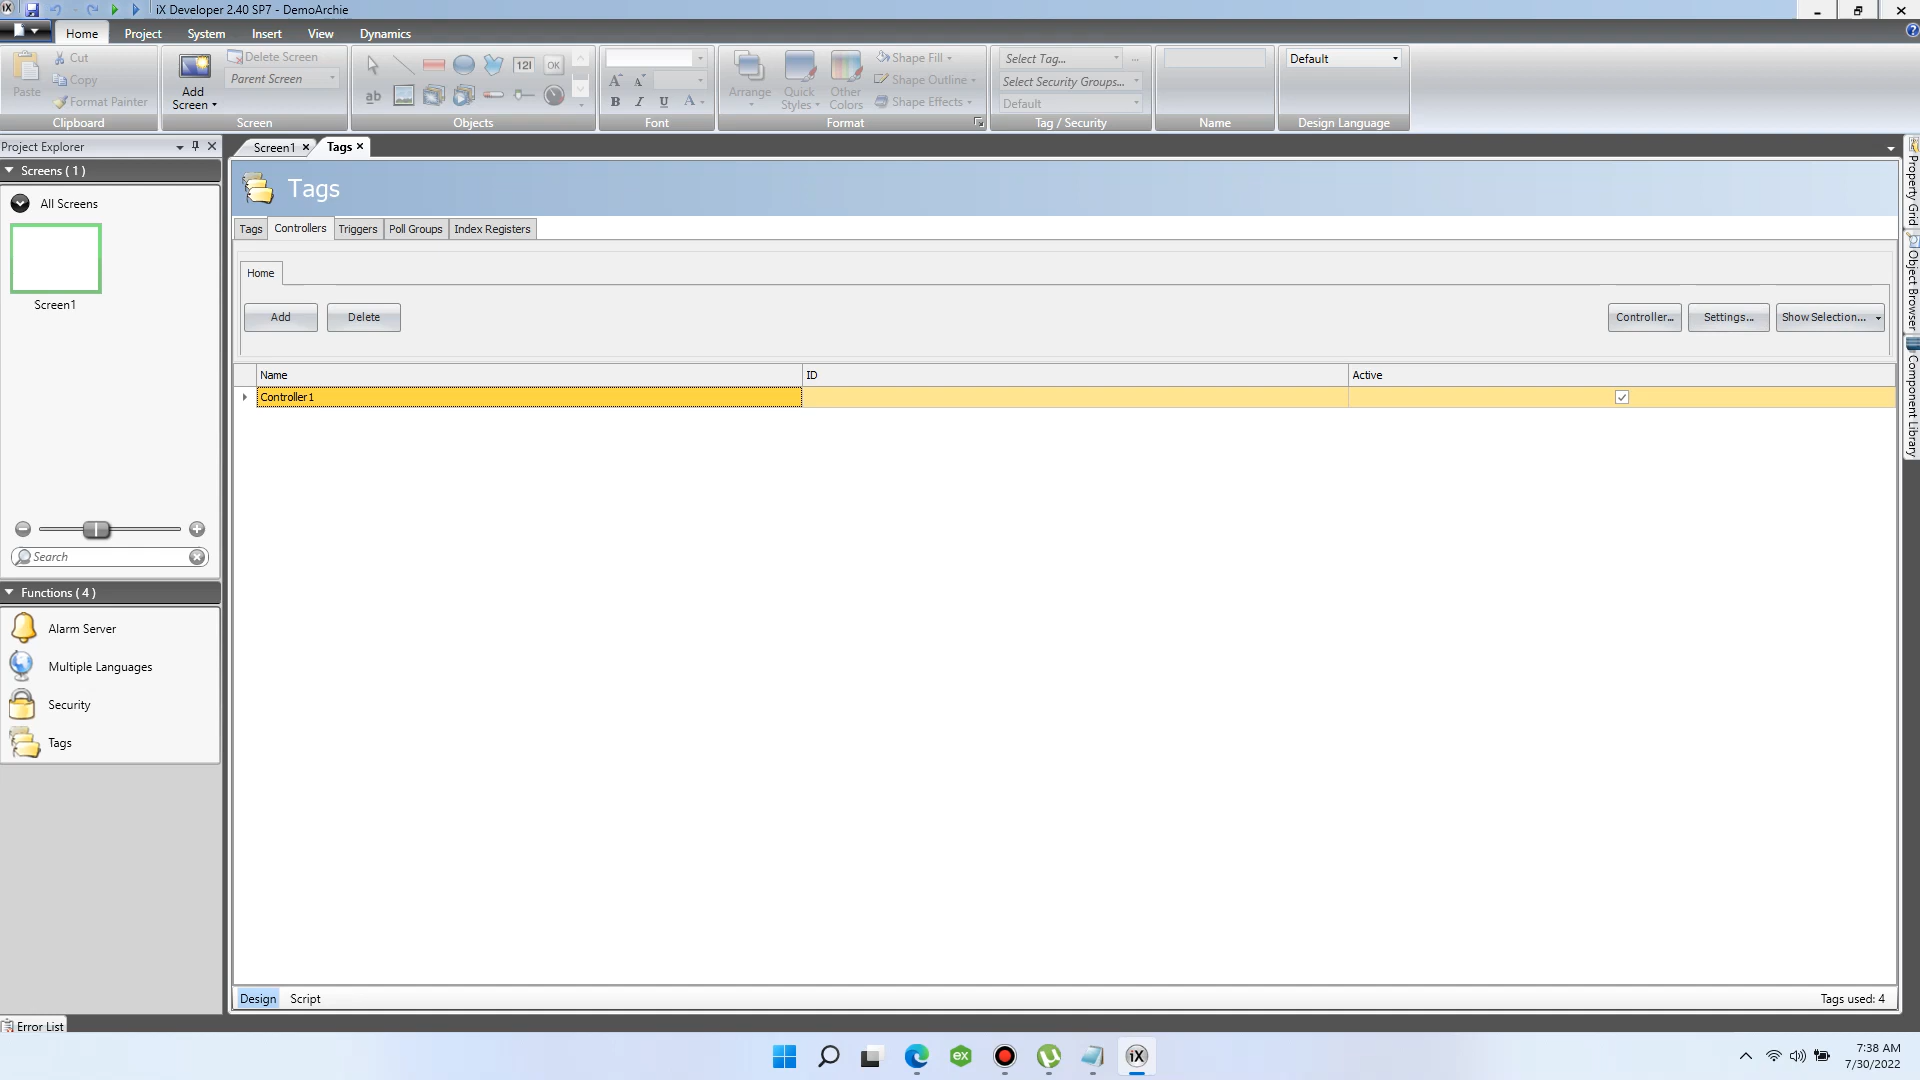 iX Developer 2.40 SP7 - DemoArchie
Home Project System Insert View Dynamics
Paste
Cut
Copy
Format Painter
Clipboard
Add Screen
Delete Screen
Parent Screen
Screen
Objects
ab
12I
OK
Font
A A
B I U A
Arrange
Quick Styles
Other Colors
Shape Fill
Shape Outline
Shape Effects
Format
Select Tag...
Select Security Groups...
Default
Tag / Security
Name
Default
Design Language
Project Explorer
Screens ( 1 )
All Screens
Screen1
Search
Functions ( 4 )
Alarm Server
Multiple Languages
Security
Tags
Screen1 Tags
Tags
Tags Controllers Triggers Poll Groups Index Registers
Home
Add Delete Controller... Settings... Show Selection...
Name ID Active
Controller1
Design Script Tags used: 4
Property Grid
Object Browser
Component Library
Error List
ex
iX
7:38 AM
7/30/2022